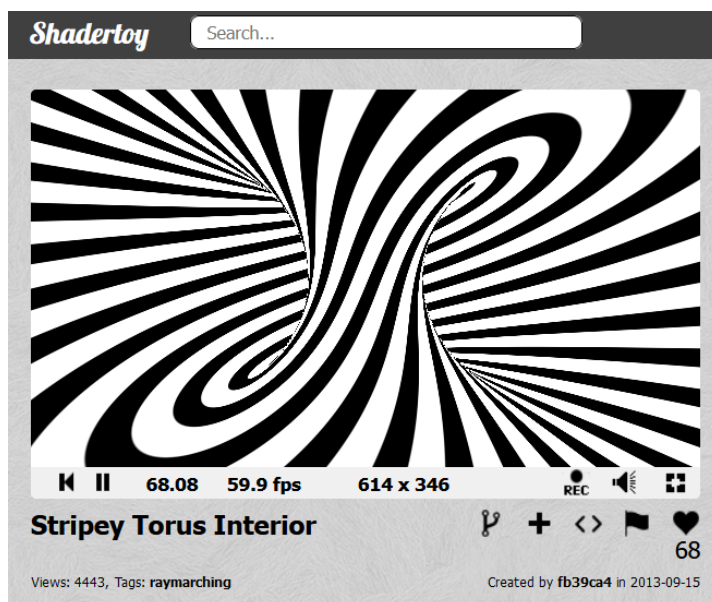 Shadertoy Search...
68.08 59.9 fps 614 x 346 REC
Stripey Torus Interior
68
Views: 4443, Tags: raymarching Created by fb39ca4 in 2013-09-15